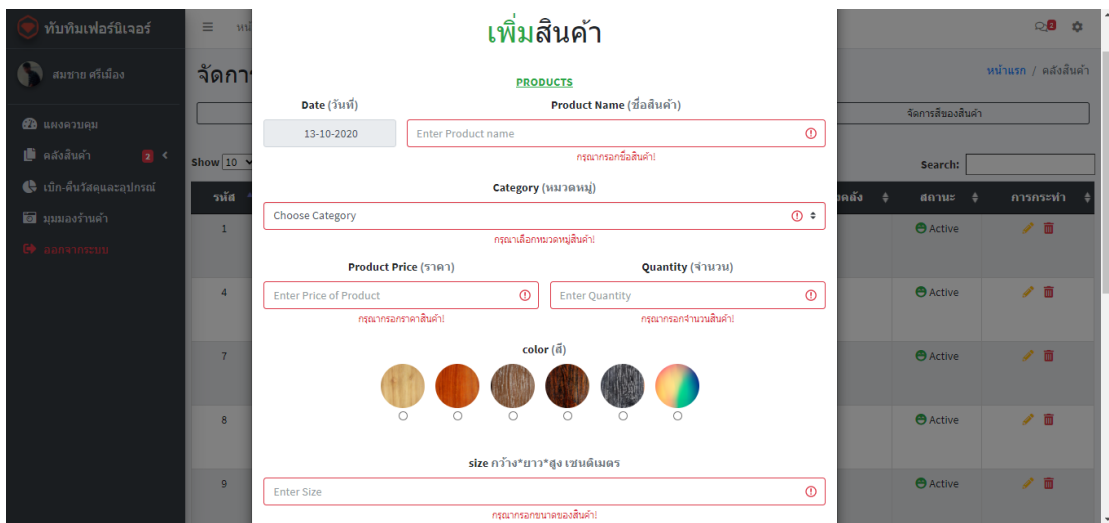 ทับทิมเฟอร์นิเจอร์
สมชาย ศรีเมือง
แผงควบคุม
คลังสินค้า 2
เบิก-คืนวัสดุและอุปกรณ์
มุมมองร้านค้า
ออกจากระบบ
2
หน้าแรก / คลังสินค้า
จัดการสีของสินค้า
Show 10
Search:
รหัส สถานะ การกระทำ
1 Active
4 Active
7 Active
8 Active
9 Active
เพิ่มสินค้า
PRODUCTS
Date (วันที่) Product Name (ชื่อสินค้า)
13-10-2020 Enter Product name
กรุณากรอกชื่อสินค้า!
Category (หมวดหมู่)
Choose Category
กรุณาเลือกหมวดหมู่สินค้า!
Product Price (ราคา) Quantity (จำนวน)
Enter Price of Product Enter Quantity
กรุณากรอกราคาสินค้า! กรุณากรอกจำนวนสินค้า!
color (สี)
size กว้าง*ยาว*สูง เซนติเมตร
Enter Size
กรุณากรอกขนาดของสินค้า!